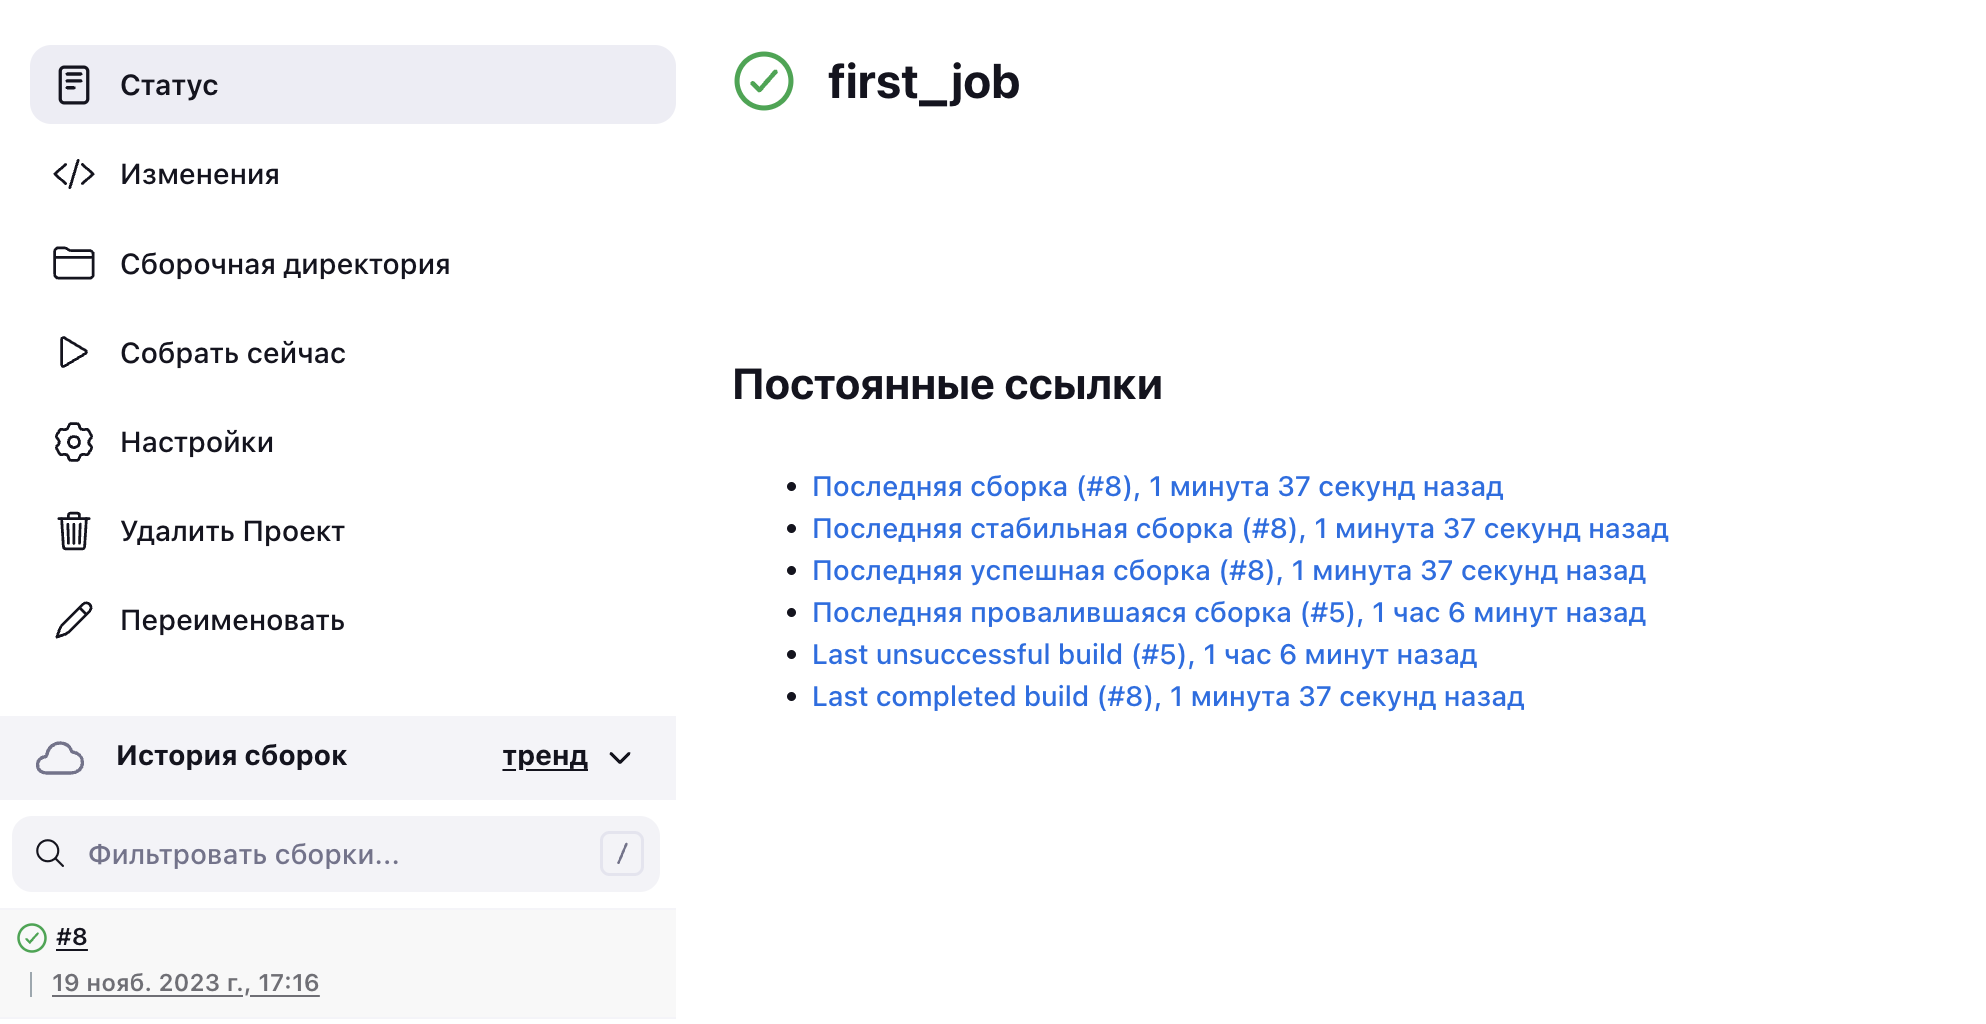 Статус
Изменения
Сборочная директория
Собрать сейчас
Настройки
Удалить Проект
Переименовать
История сборок тренд
Фильтровать сборки... /
#8
19 нояб. 2023 г., 17:16
first_job
Постоянные ссылки
Последняя сборка (#8), 1 минута 37 секунд назад
Последняя стабильная сборка (#8), 1 минута 37 секунд назад
Последняя успешная сборка (#8), 1 минута 37 секунд назад
Последняя провалившаяся сборка (#5), 1 час 6 минут назад
Last unsuccessful build (#5), 1 час 6 минут назад
Last completed build (#8), 1 минута 37 секунд назад